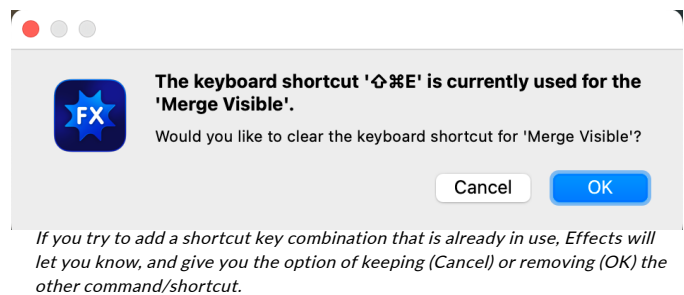 FX
The keyboard shortcut '⇧⌘E' is currently used for the
'Merge Visible'.
Would you like to clear the keyboard shortcut for 'Merge Visible'?
Cancel
OK
If you try to add a shortcut key combination that is already in use, Effects will
let you know, and give you the option of keeping (Cancel) or removing (OK) the
other command/shortcut.